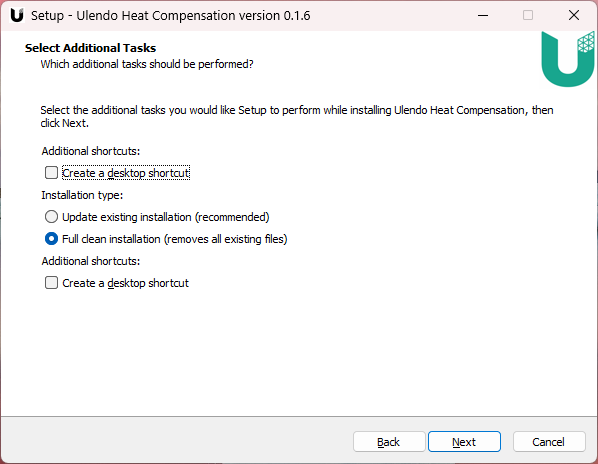 Setup - Ulendo Heat Compensation version 0.1.6
Select Additional Tasks
Which additional tasks should be performed?
Select the additional tasks you would like Setup to perform while installing Ulendo Heat Compensation, then
click Next.
Additional shortcuts:
Create a desktop shortcut
Installation type:
Update existing installation (recommended)
Full clean installation (removes all existing files)
Additional shortcuts:
Create a desktop shortcut
Back Next Cancel